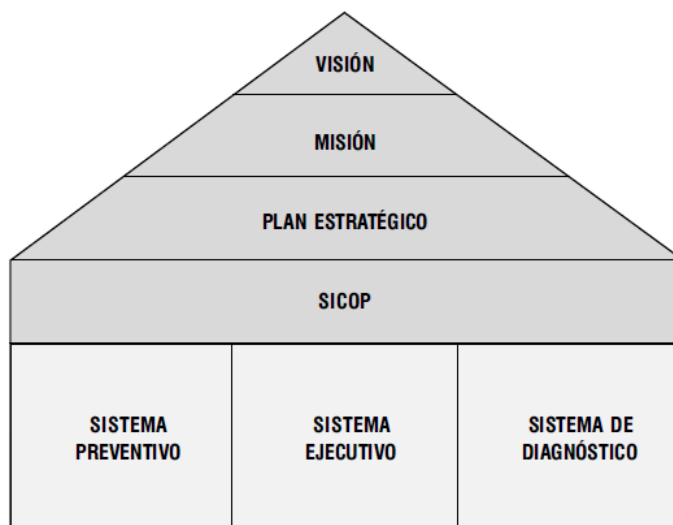 VISIÓN
MISIÓN
PLAN ESTRATÉGICO
SICOP
SISTEMA
PREVENTIVO
SISTEMA
EJECUTIVO
SISTEMA DE
DIAGNÓSTICO